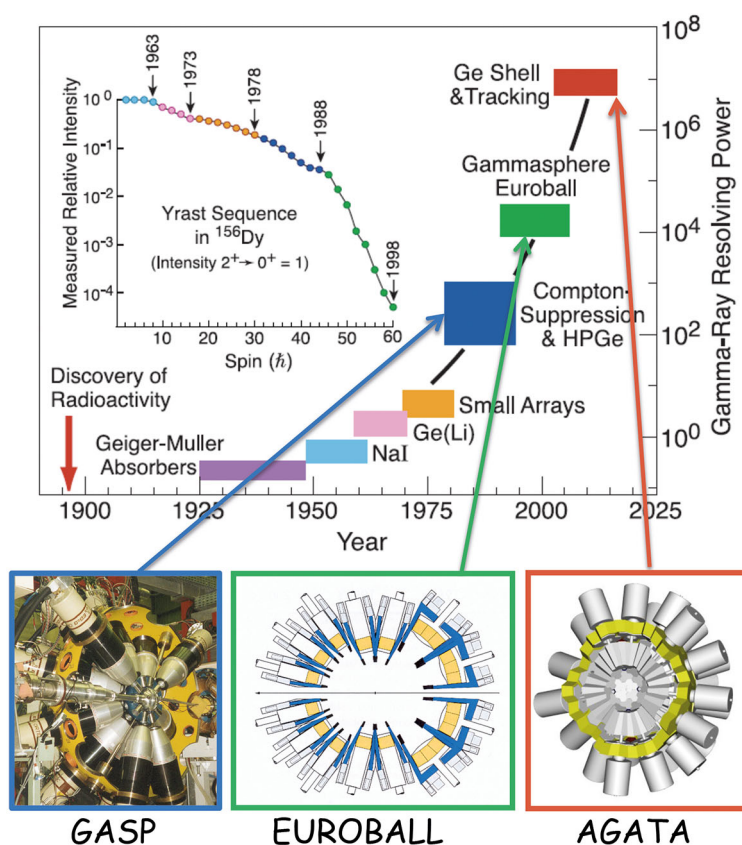 10^8
10^6
10^4
10^2
10^0
Gamma-Ray Resolving Power
1963
1973
1978
1988
1998
10^0
10^-1
10^-2
10^-3
10^-4
Measured Relative Intensity
Yrast Sequence
in ^156Dy
(Intensity 2^+→ 0^+ = 1)
10 20 30 40 50 60
Spin (ℏ)
Ge Shell
&Tracking
Gammasphere
Euroball
Compton-
Suppression
& HPGe
Discovery of
Radioactivity
Small Arrays
Ge(Li)
Geiger-Muller
Absorbers
NaI
1900 1925 1950 1975 2000 2025
Year
GASP EUROBALL AGATA